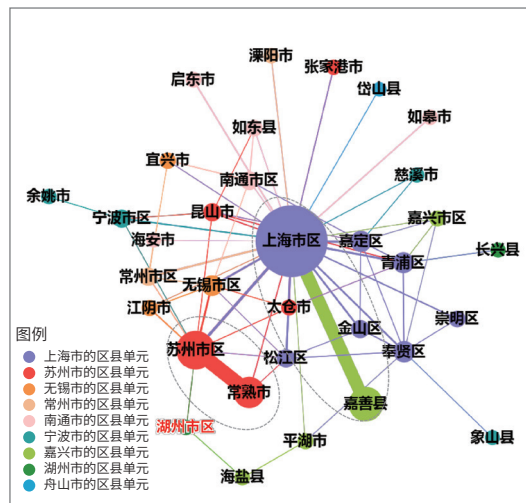 溧阳市
张家港市
启东市
岱山县
如东县
如皋市
宜兴市
南通市区
慈溪市
余姚市
宁波市区
昆山市
嘉兴市区
海安市
上海市区
嘉定区
青浦区
长兴县
常州市区
无锡市区
江阴市
太仓市
金山区
崇明区
苏州市区
松江区
奉贤区
常熟市
嘉善县
湖州市区
平湖市
象山县
海盐县
图例
上海市的区县单元
苏州市的区县单元
无锡市的区县单元
常州市的区县单元
南通市的区县单元
宁波市的区县单元
嘉兴市的区县单元
湖州市的区县单元
舟山市的区县单元